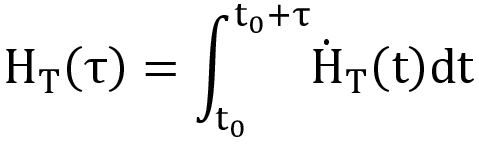 H_T(τ) = ∫_{t_0}^{t_0+τ} Ḣ_T(t)dt